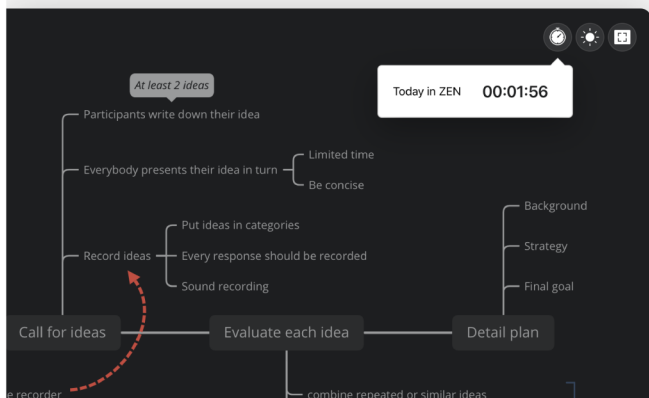 Today in ZEN 00:01:56
At least 2 ideas
Participants write down their idea
Everybody presents their idea in turn
Limited time
Be concise
Record ideas
Put ideas in categories
Every response should be recorded
Sound recording
Background
Strategy
Final goal
Call for ideas
Evaluate each idea
Detail plan
e recorder
combine repeated or similar ideas